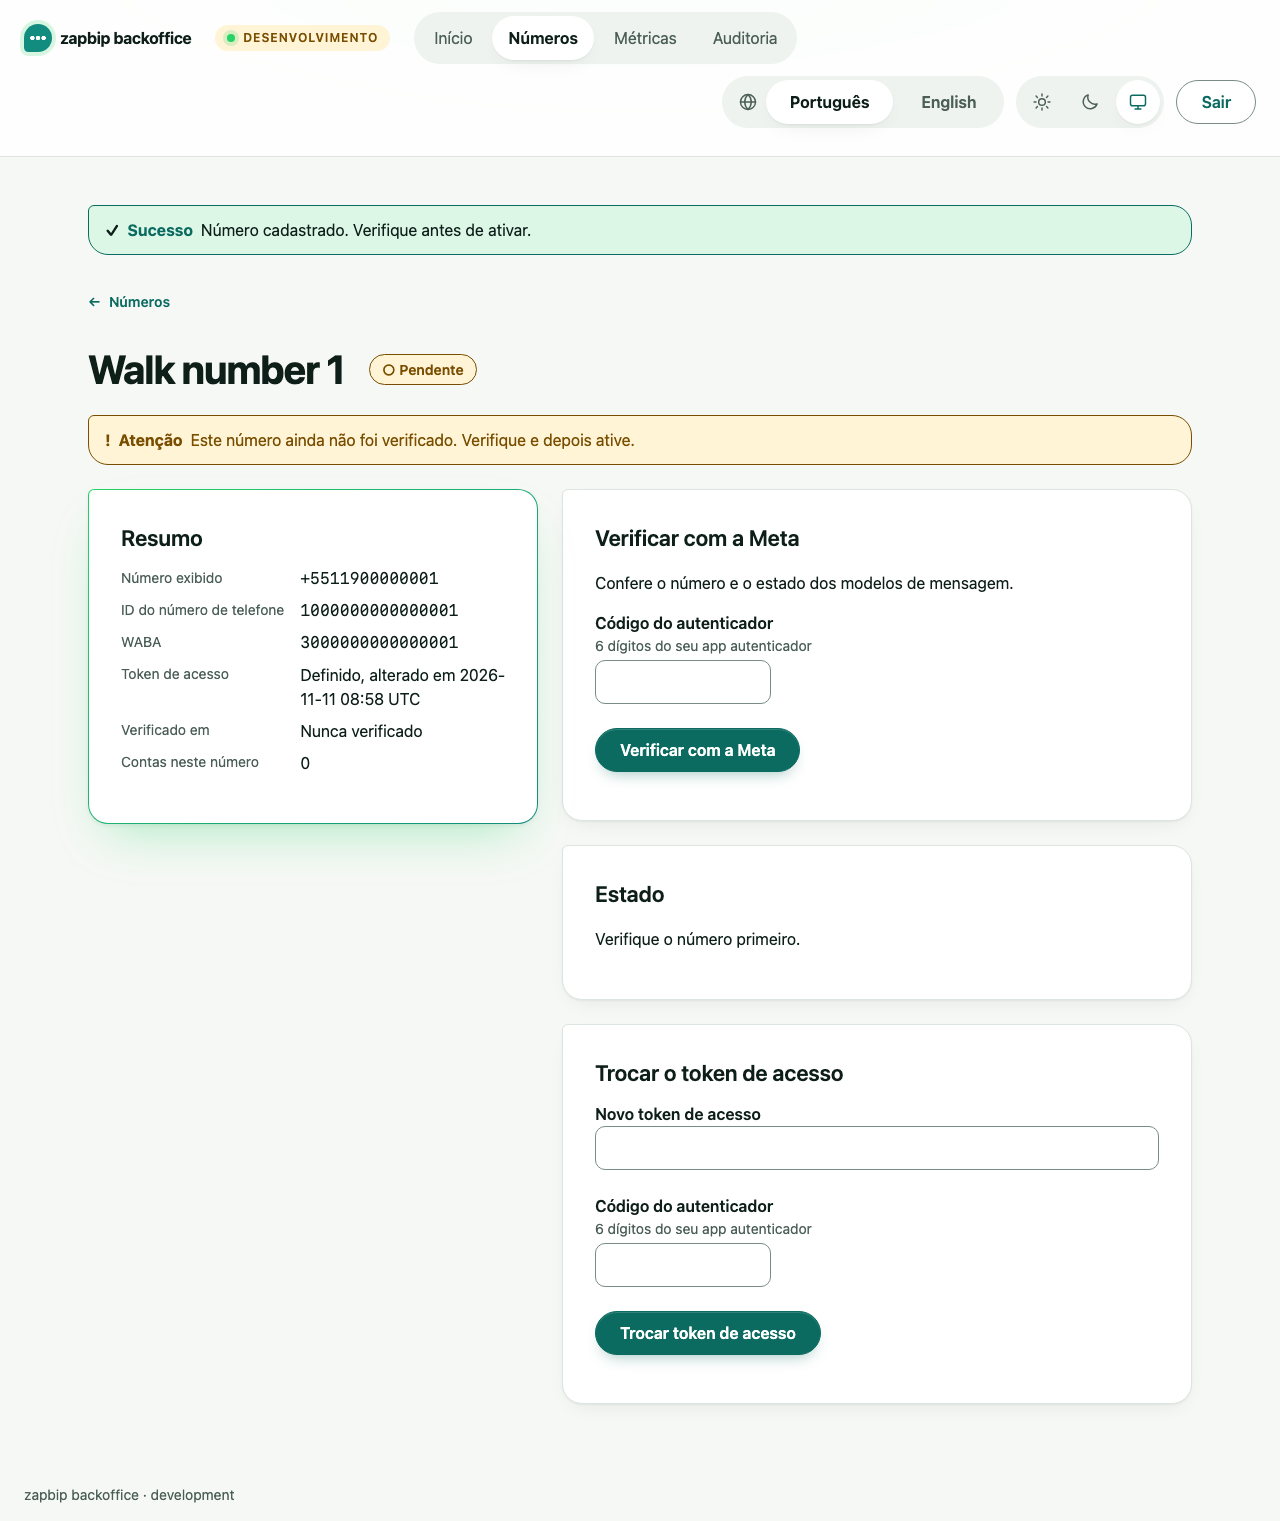 zapbip backoffice
DESENVOLVIMENTO
Início
Números
Métricas
Auditoria
Português
English
Sair
Sucesso Número cadastrado. Verifique antes de ativar.
← Números
Walk number 1
Pendente
! Atenção Este número ainda não foi verificado. Verifique e depois ative.
Resumo
Número exibido +5511900000001
ID do número de telefone 1000000000000001
WABA 3000000000000001
Token de acesso Definido, alterado em 2026-
11-11 08:58 UTC
Verificado em Nunca verificado
Contas neste número 0
Verificar com a Meta
Confere o número e o estado dos modelos de mensagem.
Código do autenticador
6 dígitos do seu app autenticador
Verificar com a Meta
Estado
Verifique o número primeiro.
Trocar o token de acesso
Novo token de acesso
Código do autenticador
6 dígitos do seu app autenticador
Trocar token de acesso
zapbip backoffice · development